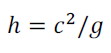 h = c²/g